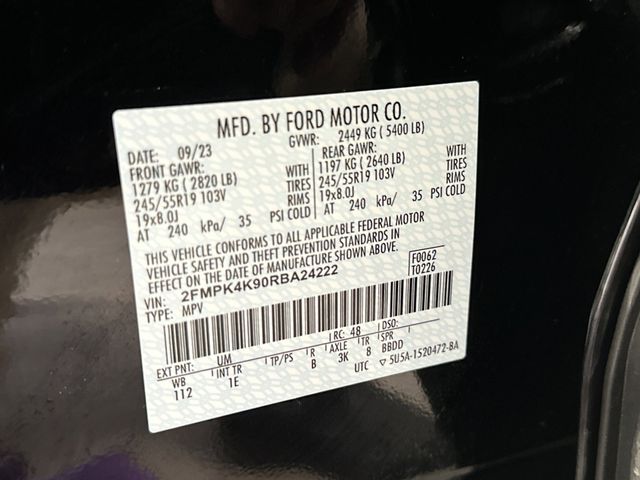 MFD. BY FORD MOTOR CO.
DATE: 09/23 GVWR: 2449 KG ( 5400 LB)
FRONT GAWR: WITH REAR GAWR: WITH
1279 KG ( 2820 LB) TIRES 1197 KG ( 2640 LB) TIRES
245/55R19 103V RIMS 245/55R19 103V RIMS
19x8.0J 19x8.0J
AT 240 kPa/ 35 PSI COLD AT 240 kPa/ 35 PSI COLD
THIS VEHICLE CONFORMS TO ALL APPLICABLE FEDERAL MOTOR
VEHICLE SAFETY AND THEFT PREVENTION STANDARDS IN
EFFECT ON THE DATE OF MANUFACTURE SHOWN ABOVE.
VIN: 2FMPK4K90RBA24222 F0062
TYPE: MPV T0226
EXT PNT: UM RC: 48 DSO:
WB INT TR TP/PS R AXLE TR SPR
112 1E B 3K 8 BBDD
UTC ▽ 5U5A-1520472-BA